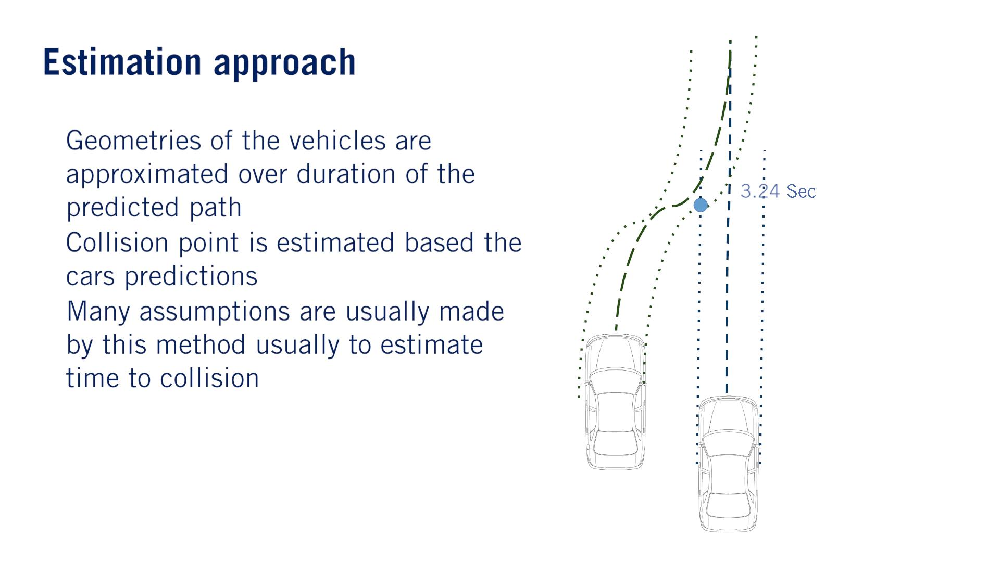 Estimation approach
Geometries of the vehicles are
approximated over duration of the
predicted path
Collision point is estimated based the
cars predictions
Many assumptions are usually made
by this method usually to estimate
time to collision
3.24 Sec